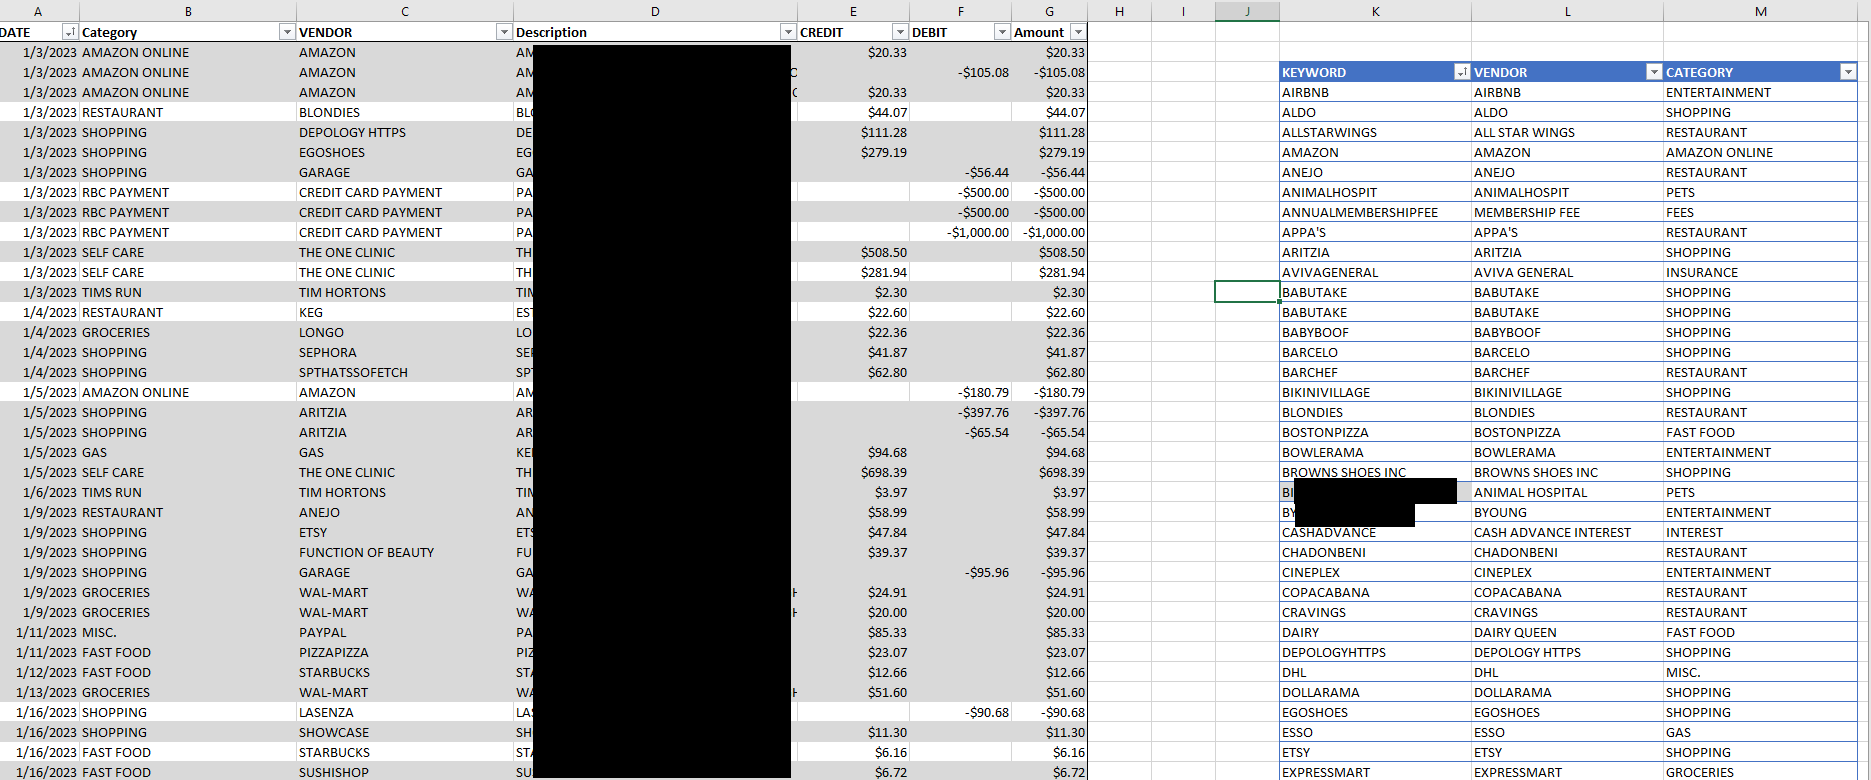 A B C D E F G H I J K L M
DATE Category VENDOR Description CREDIT DEBIT Amount
1/3/2023 AMAZON ONLINE AMAZON AM $20.33 $20.33
1/3/2023 AMAZON ONLINE AMAZON AM -$105.08 -$105.08 KEYWORD VENDOR CATEGORY
1/3/2023 AMAZON ONLINE AMAZON AM $20.33 $20.33 AIRBNB AIRBNB ENTERTAINMENT
1/3/2023 RESTAURANT BLONDIES BL $44.07 $44.07 ALDO ALDO SHOPPING
1/3/2023 SHOPPING DEPOLOGY HTTPS DE $111.28 $111.28 ALLSTARWINGS ALL STAR WINGS RESTAURANT
1/3/2023 SHOPPING EGOSHOES EG $279.19 $279.19 AMAZON AMAZON AMAZON ONLINE
1/3/2023 SHOPPING GARAGE GA -$56.44 -$56.44 ANEJO ANEJO RESTAURANT
1/3/2023 RBC PAYMENT CREDIT CARD PAYMENT PA -$500.00 -$500.00 ANIMALHOSPIT ANIMALHOSPIT PETS
1/3/2023 RBC PAYMENT CREDIT CARD PAYMENT PA -$500.00 -$500.00 ANNUALMEMBERSHIPFEE MEMBERSHIP FEE FEES
1/3/2023 RBC PAYMENT CREDIT CARD PAYMENT PA -$1,000.00 -$1,000.00 APPA'S APPA'S RESTAURANT
1/3/2023 SELF CARE THE ONE CLINIC TH $508.50 $508.50 ARITZIA ARITZIA SHOPPING
1/3/2023 SELF CARE THE ONE CLINIC TH $281.94 $281.94 AVIVAGENERAL AVIVA GENERAL INSURANCE
1/3/2023 TIMS RUN TIM HORTONS TIM $2.30 $2.30 BABUTAKE BABUTAKE SHOPPING
1/4/2023 RESTAURANT KEG EST $22.60 $22.60 BABUTAKE BABUTAKE SHOPPING
1/4/2023 GROCERIES LONGO LO $22.36 $22.36 BABYBOOF BABYBOOF SHOPPING
1/4/2023 SHOPPING SEPHORA SEP $41.87 $41.87 BARCELO BARCELO SHOPPING
1/4/2023 SHOPPING SPTHATSSOFETCH SPT $62.80 $62.80 BARCHEF BARCHEF RESTAURANT
1/5/2023 AMAZON ONLINE AMAZON AM -$180.79 -$180.79 BIKINIVILLAGE BIKINIVILLAGE SHOPPING
1/5/2023 SHOPPING ARITZIA AR -$397.76 -$397.76 BLONDIES BLONDIES RESTAURANT
1/5/2023 SHOPPING ARITZIA AR -$65.54 -$65.54 BOSTONPIZZA BOSTONPIZZA FAST FOOD
1/5/2023 GAS GAS KE $94.68 $94.68 BOWLERAMA BOWLERAMA ENTERTAINMENT
1/5/2023 SELF CARE THE ONE CLINIC TH $698.39 $698.39 BROWNS SHOES INC BROWNS SHOES INC SHOPPING
1/6/2023 TIMS RUN TIM HORTONS TIM $3.97 $3.97 ANIMAL HOSPITAL PETS
1/9/2023 RESTAURANT ANEJO AN $58.99 $58.99 BY BYOUNG ENTERTAINMENT
1/9/2023 SHOPPING ETSY ETS $47.84 $47.84 CASHADVANCE CASH ADVANCE INTEREST INTEREST
1/9/2023 SHOPPING FUNCTION OF BEAUTY FU $39.37 $39.37 CHADONBENI CHADONBENI RESTAURANT
1/9/2023 SHOPPING GARAGE GA -$95.96 -$95.96 CINEPLEX CINEPLEX ENTERTAINMENT
1/9/2023 GROCERIES WAL-MART WA $24.91 $24.91 COPACABANA COPACABANA RESTAURANT
1/9/2023 GROCERIES WAL-MART WA $20.00 $20.00 CRAVINGS CRAVINGS RESTAURANT
1/11/2023 MISC. PAYPAL PA $85.33 $85.33 DAIRY DAIRY QUEEN FAST FOOD
1/11/2023 FAST FOOD PIZZAPIZZA PIZ $23.07 $23.07 DEPOLOGYHTTPS DEPOLOGY HTTPS SHOPPING
1/12/2023 FAST FOOD STARBUCKS STA $12.66 $12.66 DHL DHL MISC.
1/13/2023 GROCERIES WAL-MART WA $51.60 $51.60 DOLLARAMA DOLLARAMA SHOPPING
1/16/2023 SHOPPING LASENZA LAS -$90.68 -$90.68 EGOSHOES EGOSHOES SHOPPING
1/16/2023 SHOPPING SHOWCASE SH $11.30 $11.30 ESSO ESSO GAS
1/16/2023 FAST FOOD STARBUCKS STA $6.16 $6.16 ETSY ETSY SHOPPING
1/16/2023 FAST FOOD SUSHISHOP SU $6.72 $6.72 EXPRESSMART EXPRESSMART GROCERIES